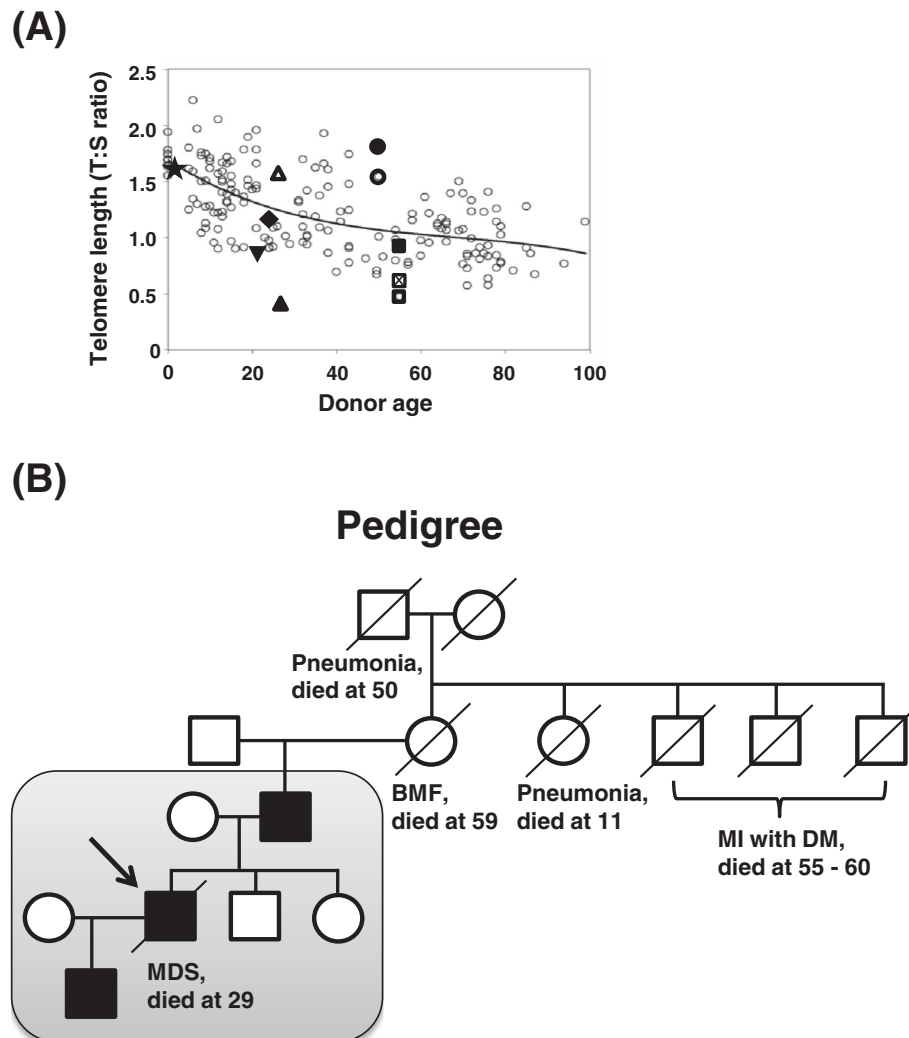 (A)
Telomere length (T:S ratio)
2.5
2.0
1.5
1.0
0.5
0
0 20 40 60 80 100
Donor age
(B)
Pedigree
Pneumonia,
died at 50
BMF,
died at 59
Pneumonia,
died at 11
MI with DM,
died at 55 - 60
MDS,
died at 29